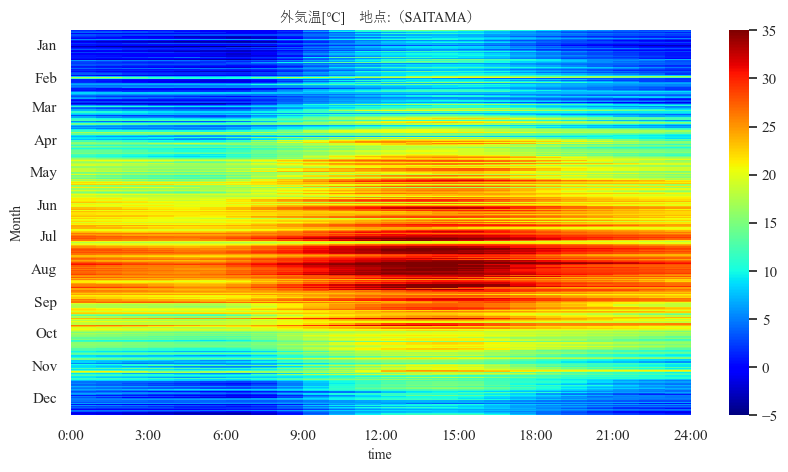 外気温[℃]　地点:（SAITAMA）
Month
Jan
Feb
Mar
Apr
May
Jun
Jul
Aug
Sep
Oct
Nov
Dec
0:00 3:00 6:00 9:00 12:00 15:00 18:00 21:00 24:00
time
35
30
25
20
15
10
5
0
−5